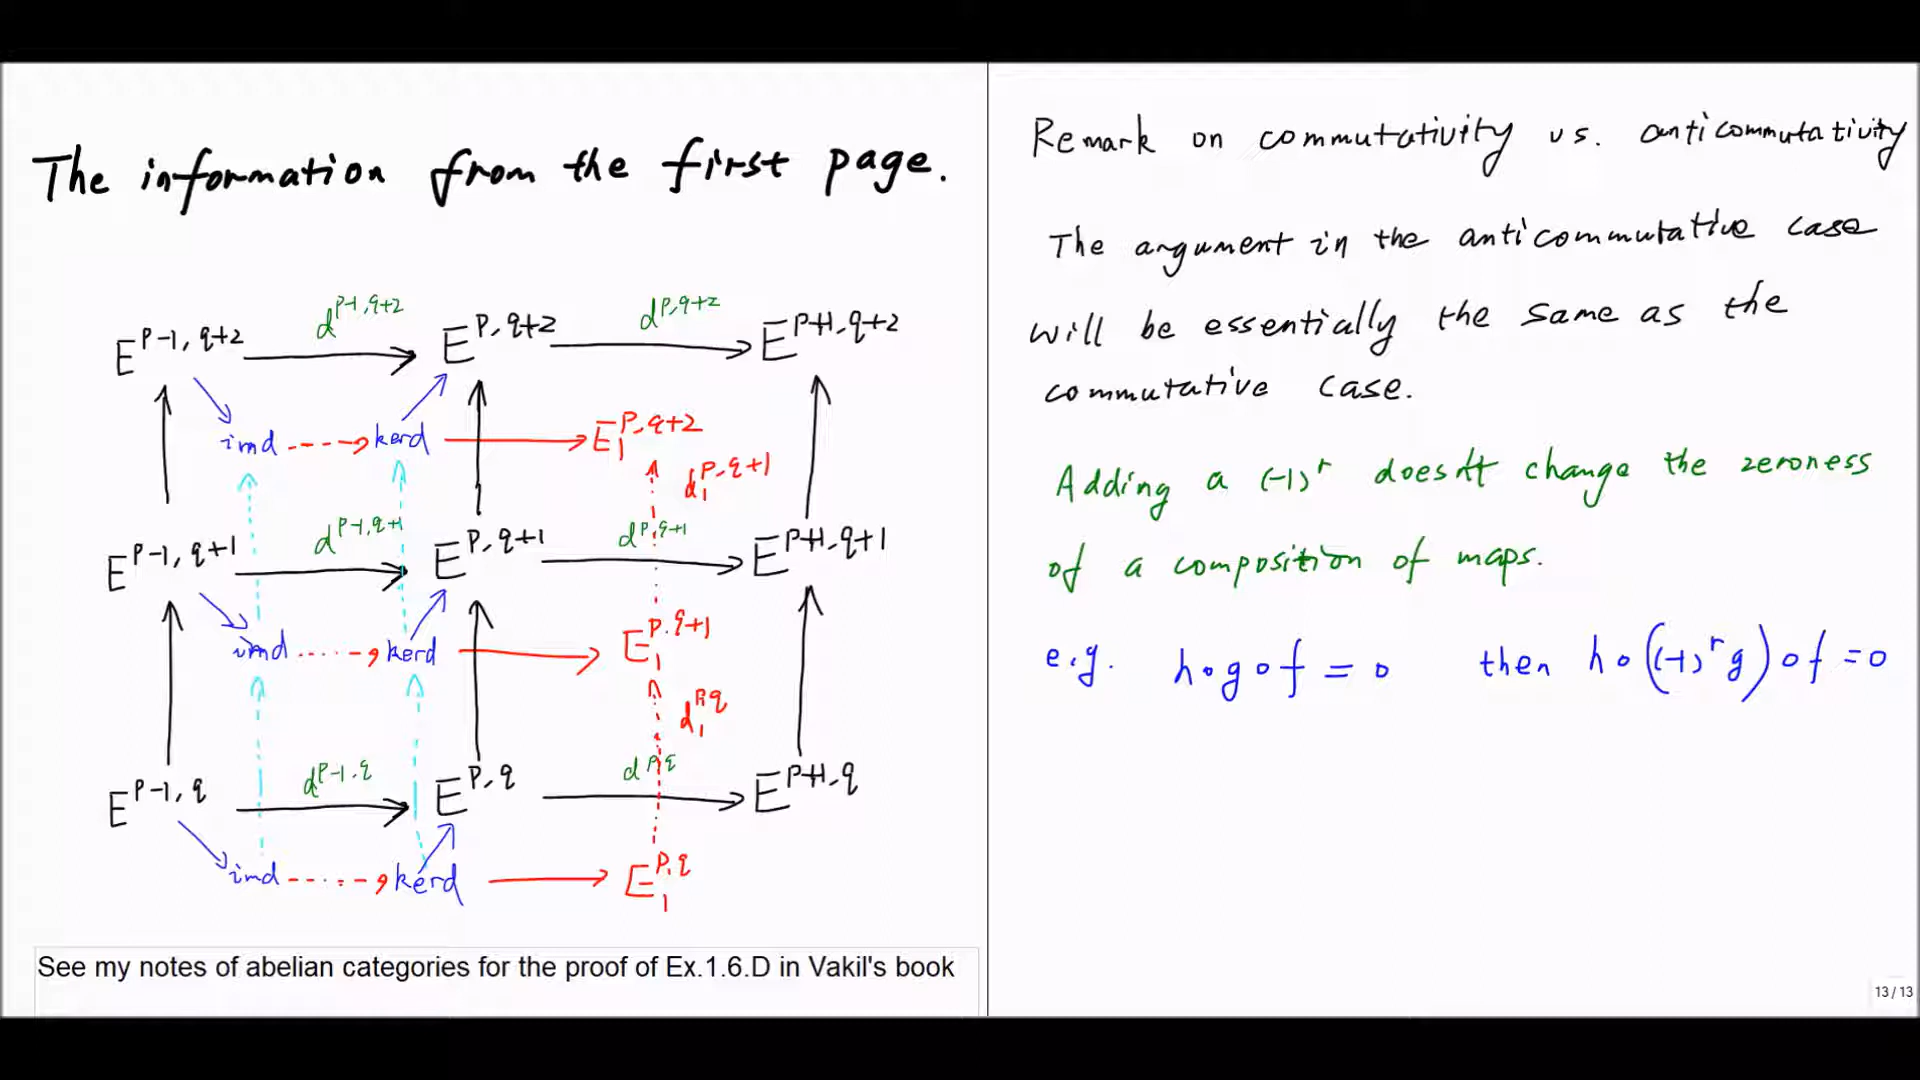 The information from the first page.
d^{p-1,q+2} d^{p,q+2}
E^{p-1,q+2} E^{p,q+2} E^{p+1,q+2}
imd kerd E_1^{p,q+2}
d_1^{p,q+1}
d^{p-1,q+1} d^{p,q+1}
E^{p-1,q+1} E^{p,q+1} E^{p+1,q+1}
imd kerd E_1^{p,q+1}
d_1^{p,q}
d^{p-1,q} d^{p,q}
E^{p-1,q} E^{p,q} E^{p+1,q}
imd kerd E_1^{p,q}
See my notes of abelian categories for the proof of Ex.1.6.D in Vakil's book
Remark on commutativity vs. anticommutativity
The argument in the anticommutative case
will be essentially the same as the
commutative case.
Adding a (-1)^r doesn't change the zeroness
of a composition of maps.
e.g. h∘g∘f = 0 then h∘((-1)^r g)∘f = 0
13 / 13